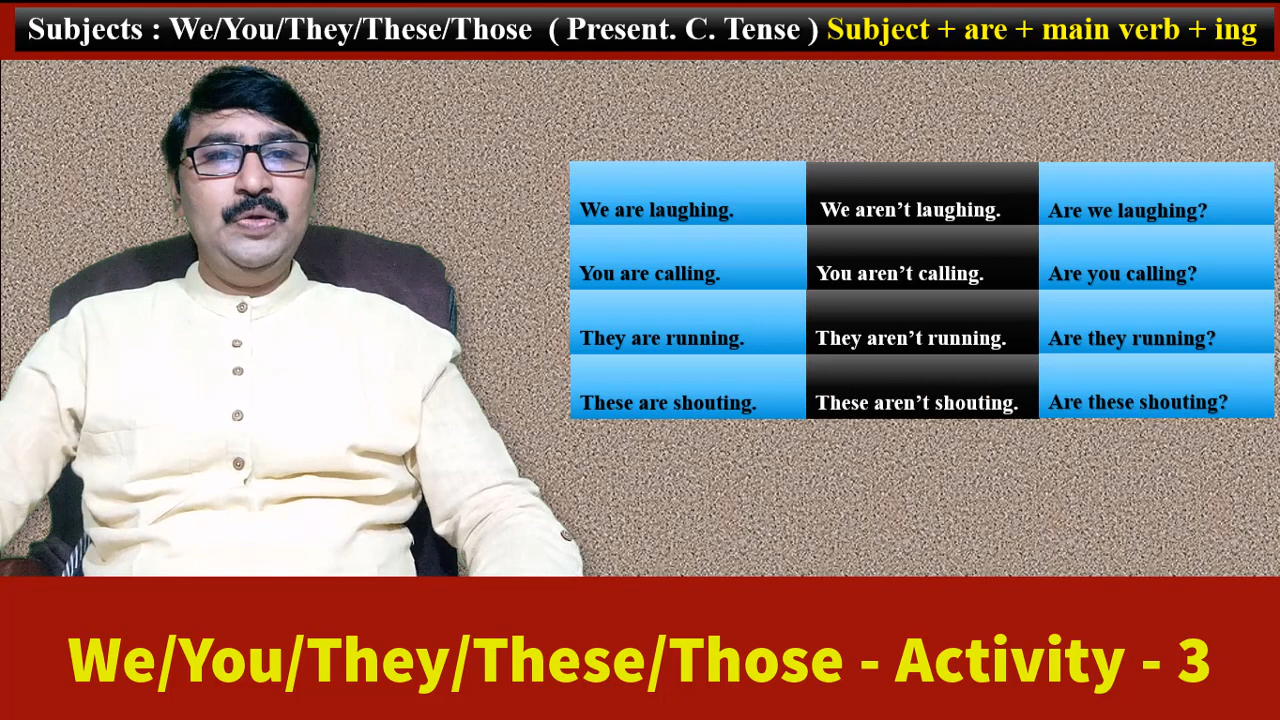 Subjects : We/You/They/These/Those ( Present. C. Tense ) Subject + are + main verb + ing
We are laughing. We aren’t laughing. Are we laughing?
You are calling. You aren’t calling. Are you calling?
They are running. They aren’t running. Are they running?
These are shouting. These aren’t shouting. Are these shouting?
We/You/They/These/Those - Activity - 3